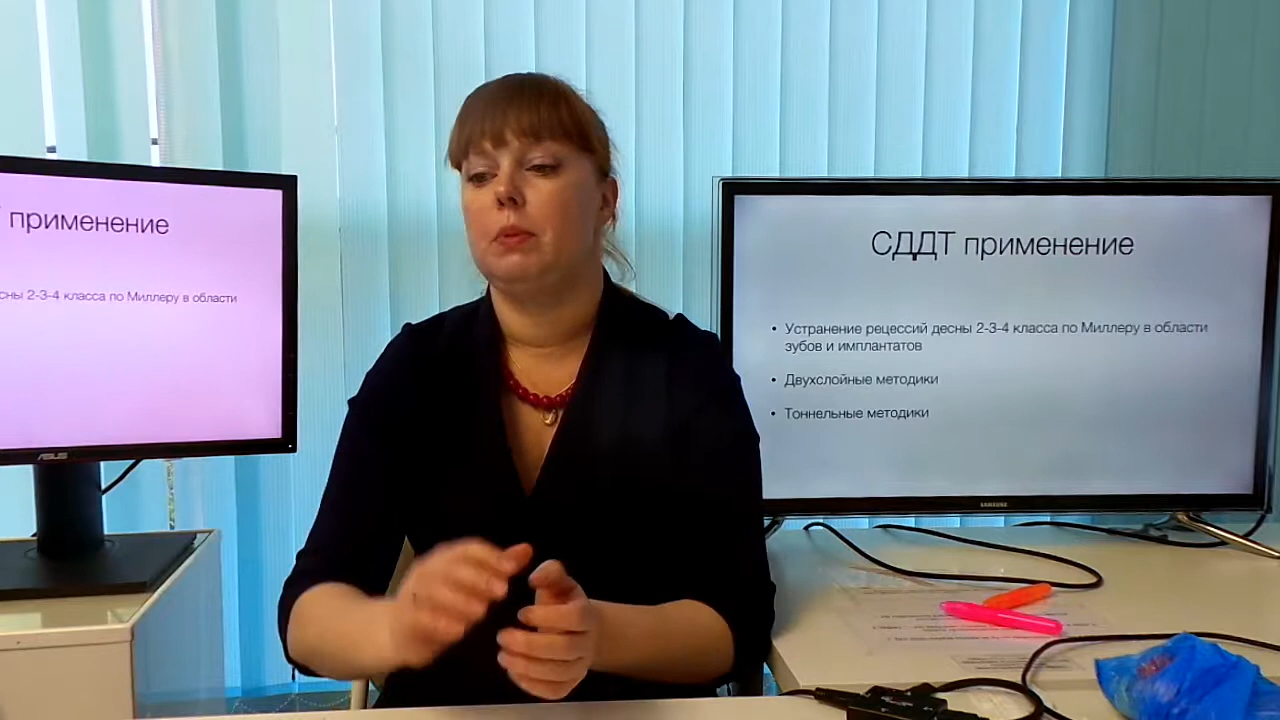 применение
сны 2-3-4 класса по Миллеру в области
ASUS
СДДТ применение
• Устранение рецессий десны 2-3-4 класса по Миллеру в области
зубов и имплантатов
• Двухслойные методики
• Тоннельные методики
SAMSUNG